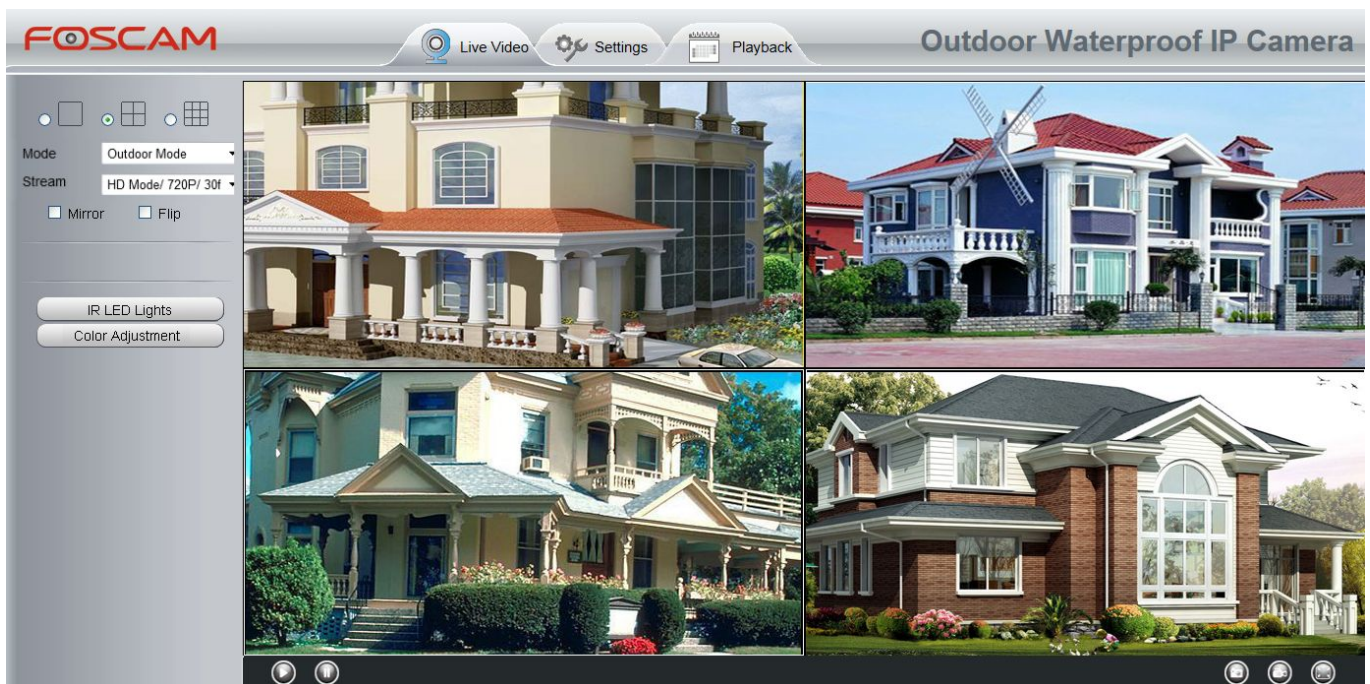 FOSCAM
Live Video
Settings
Playback
Outdoor Waterproof IP Camera
Mode
Outdoor Mode
Stream
HD Mode/ 720P/ 30f
Mirror
Flip
IR LED Lights
Color Adjustment